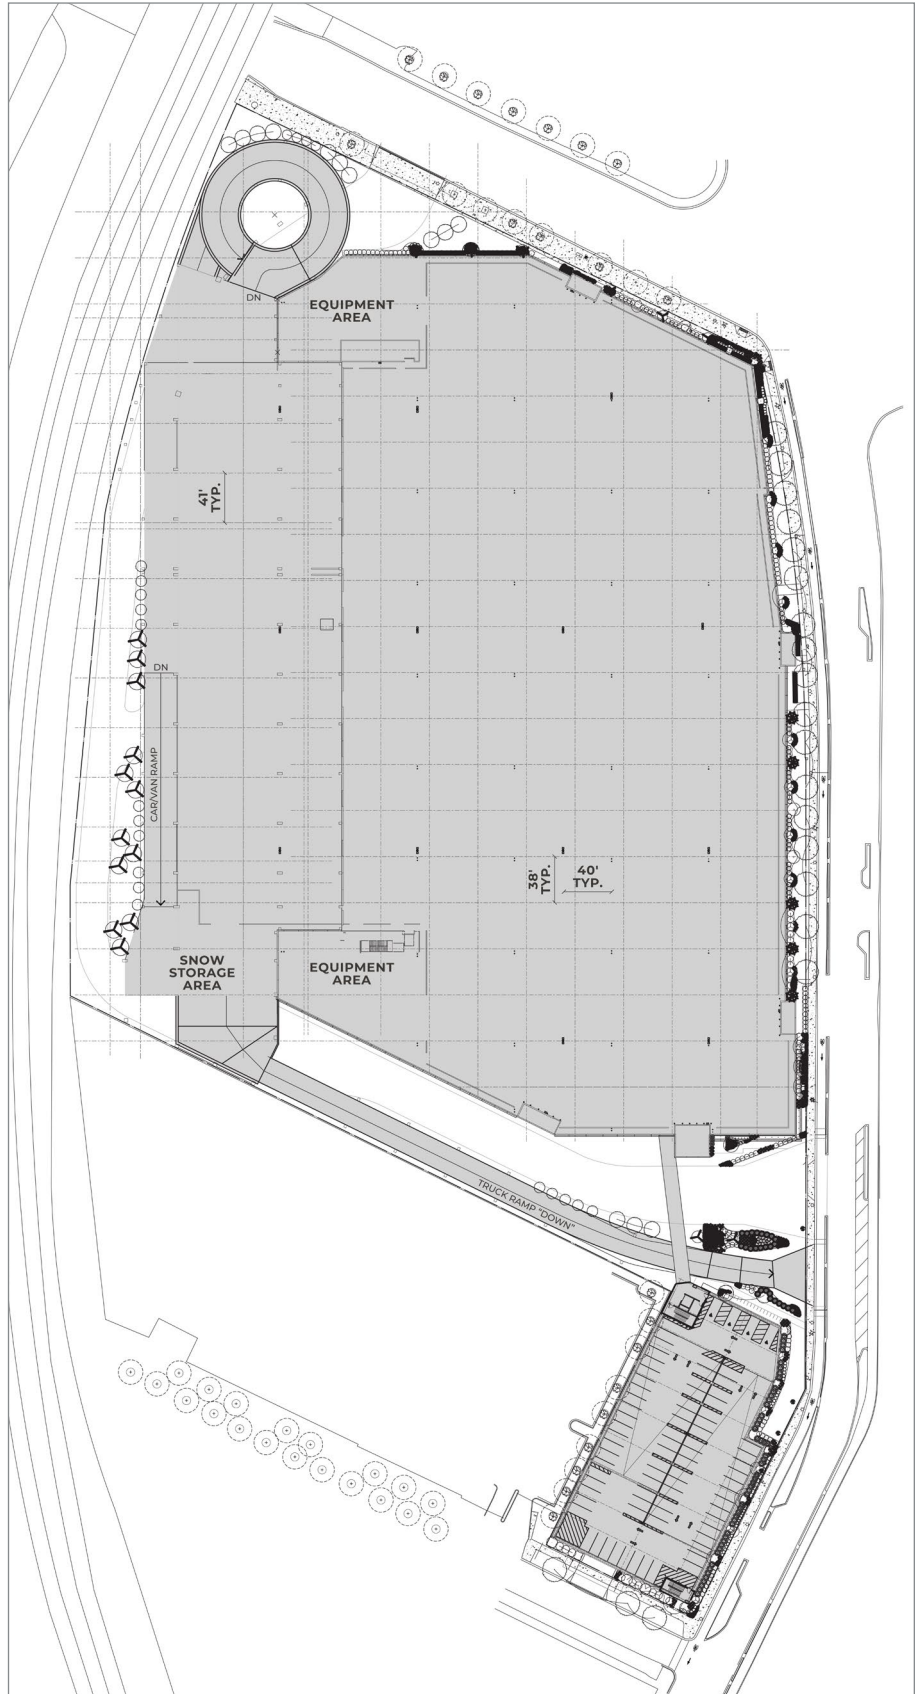 DN
EQUIPMENT
AREA
41'
TYP.
DN
CAR/VAN RAMP
38'
TYP.
40'
TYP.
SNOW
STORAGE
AREA
EQUIPMENT
AREA
TRUCK RAMP "DOWN"